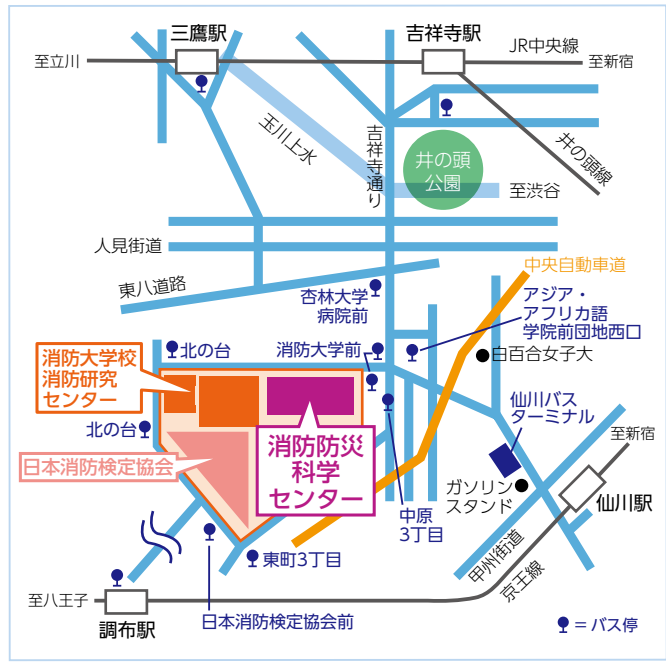 三鷹駅
吉祥寺駅
JR中央線
至立川
至新宿
玉川上水
吉祥寺通り
井の頭
公園
井の頭線
至渋谷
人見街道
東八道路
中央自動車道
杏林大学
病院前
アジア・
アフリカ語
学院前団地西口
北の台
消防大学前
白百合女子大
消防大学校
消防研究
センター
仙川バス
ターミナル
北の台
日本消防検定協会
消防防災
科学
センター
至新宿
ガソリン
スタンド
仙川駅
中原
3丁目
東町3丁目
甲州街道
京王線
至八王子
調布駅
日本消防検定協会前
=バス停